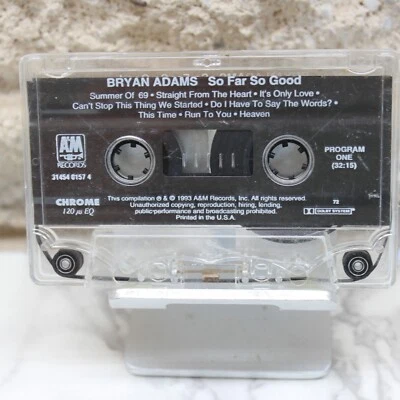 BRYAN ADAMS So Far So Good
Summer Of 69 • Straight From The Heart • It's Only Love •
Can't Stop This Thing We Started • Do I Have To Say The Words? •
This Time • Run To You • Heaven
A&M
RECORDS
31454 0157 4
PROGRAM
ONE
(32:15)
CHROME
120 µs EQ
This compilation ℗ & © 1993 A&M Records, Inc. All rights reserved.
Unauthorized copying, reproduction, hiring, lending,
public performance and broadcasting prohibited.
Printed in the U.S.A.
72
DOLBY SYSTEM